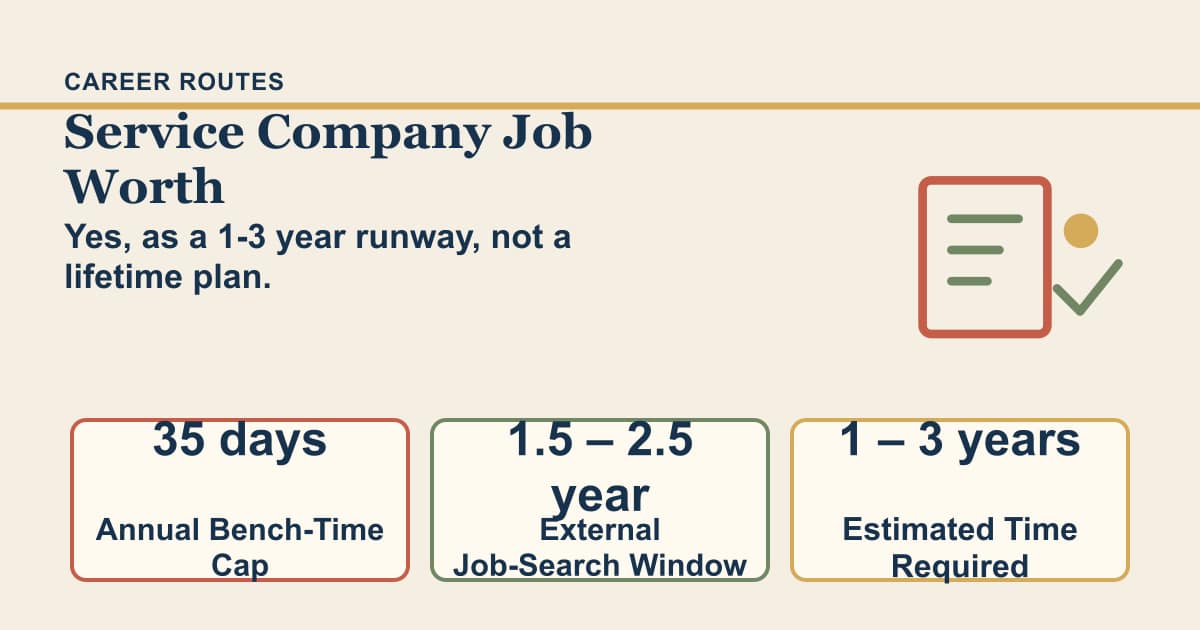 CAREER ROUTES
Service Company Job
Worth
Yes, as a 1-3 year runway, not a
lifetime plan.
35 days
Annual Bench-Time
Cap
1.5 – 2.5
year
External
Job-Search Window
1 – 3 years
Estimated Time
Required